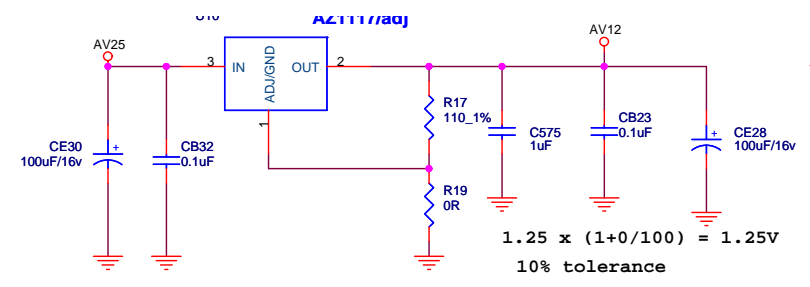 AZ1117/adj
AV25
AV12
3
IN
ADJ/GND
OUT
2
1
R17
110_1%
CE30
100uF/16v
CB32
0.1uF
C575
1uF
CB23
0.1uF
CE28
100uF/16v
R19
0R
1.25 x (1+0/100) = 1.25V
10% tolerance